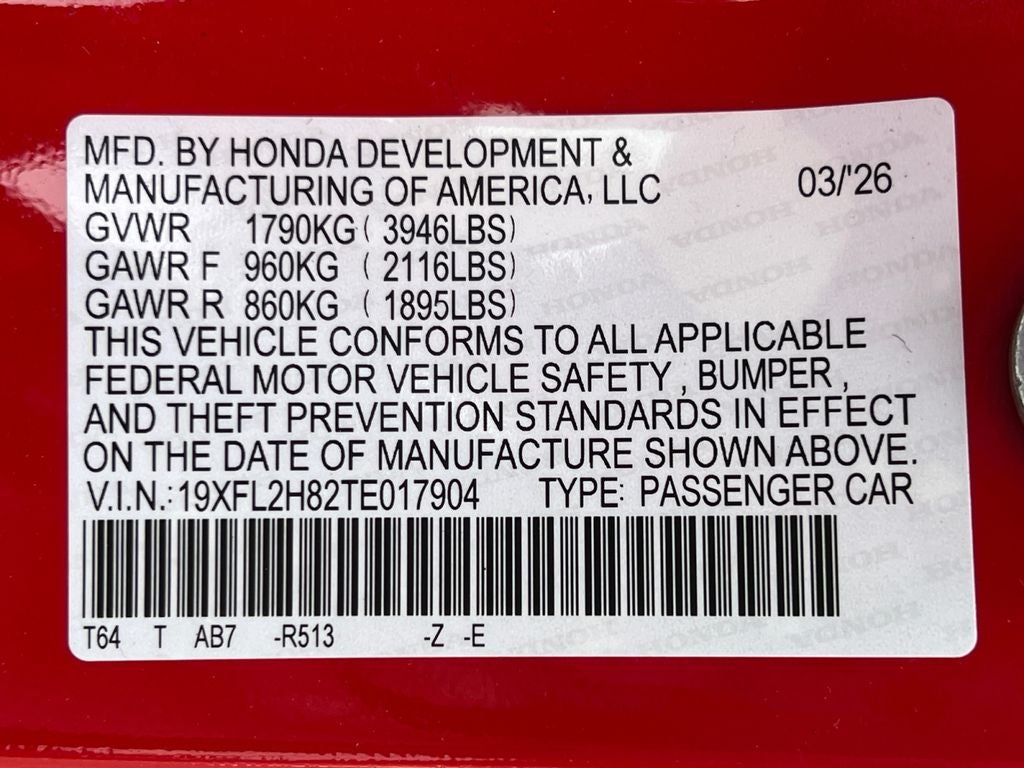 MFD. BY HONDA DEVELOPMENT &
MANUFACTURING OF AMERICA, LLC 03/'26
GVWR 1790KG ( 3946LBS)
GAWR F 960KG ( 2116LBS)
GAWR R 860KG ( 1895LBS)
THIS VEHICLE CONFORMS TO ALL APPLICABLE
FEDERAL MOTOR VEHICLE SAFETY , BUMPER ,
AND THEFT PREVENTION STANDARDS IN EFFECT
ON THE DATE OF MANUFACTURE SHOWN ABOVE.
V.I.N.: 19XFL2H82TE017904 TYPE: PASSENGER CAR
T64 T AB7 -R513 -Z -E